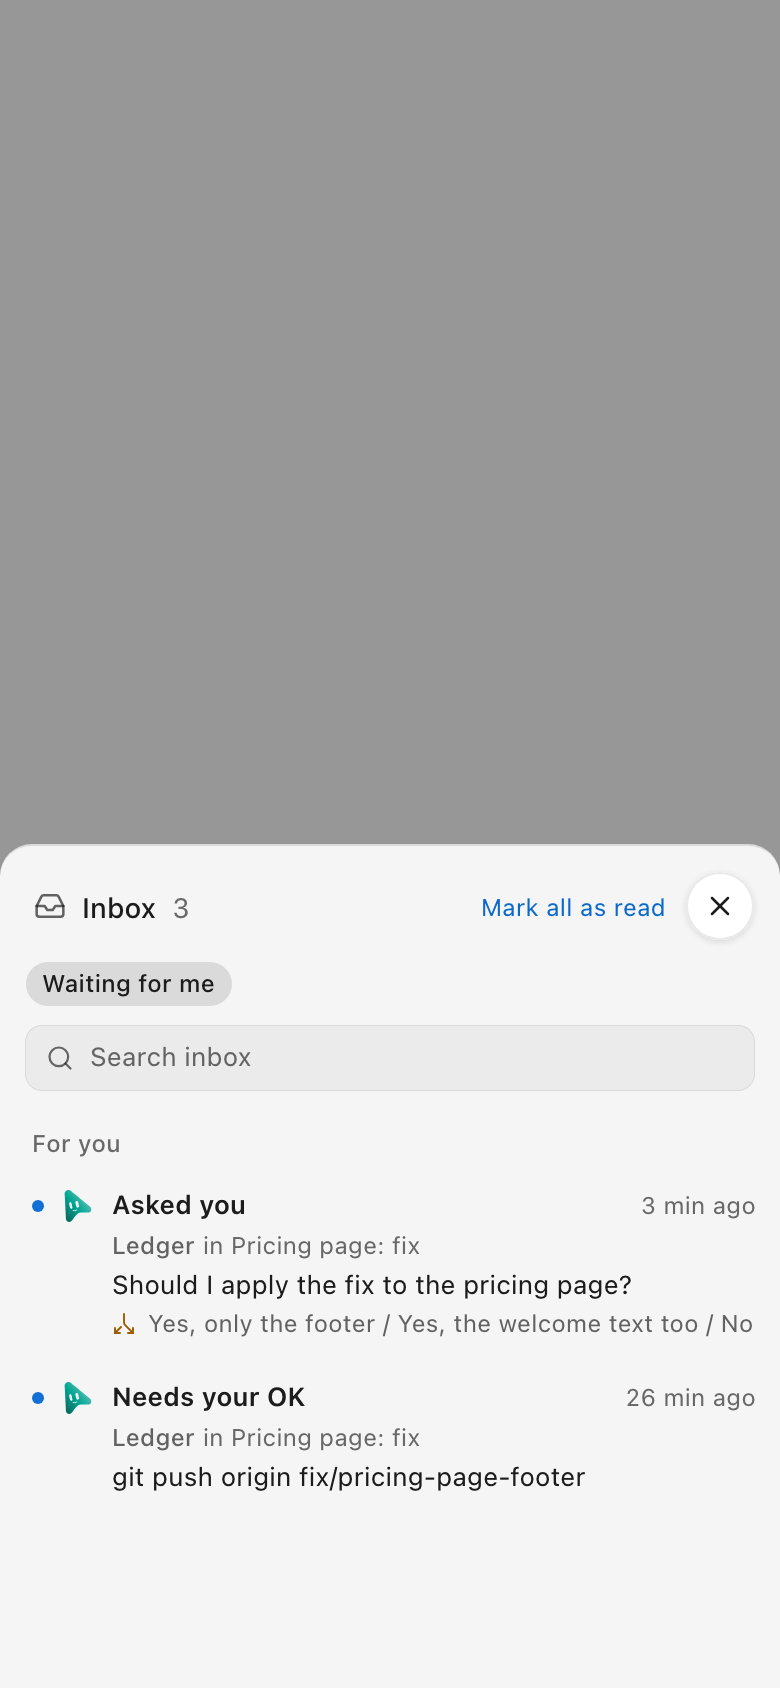 Inbox 3
Mark all as read
Waiting for me
Search inbox
For you
Asked you
3 min ago
Ledger in Pricing page: fix
Should I apply the fix to the pricing page?
Yes, only the footer / Yes, the welcome text too / No
Needs your OK
26 min ago
Ledger in Pricing page: fix
git push origin fix/pricing-page-footer